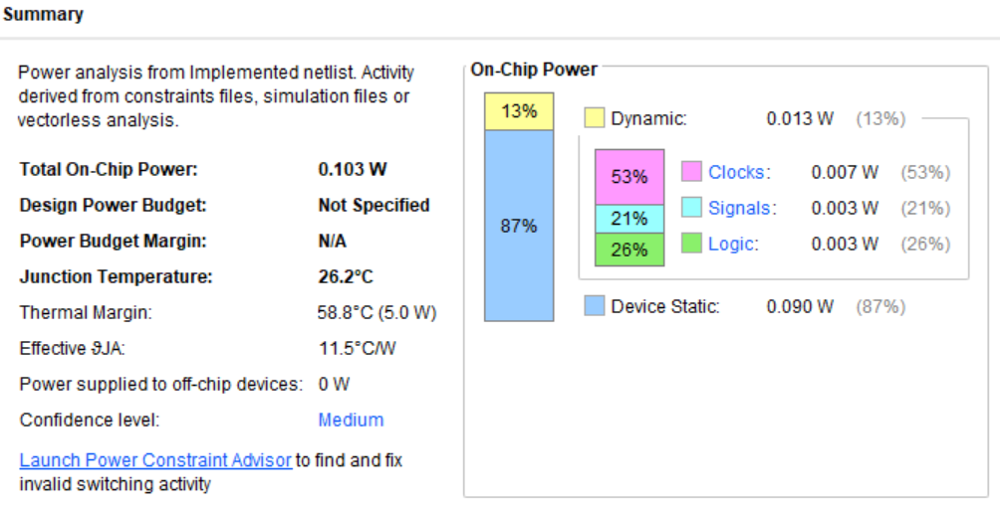 Summary
Power analysis from Implemented netlist. Activity
derived from constraints files, simulation files or
vectorless analysis.
Total On-Chip Power: 0.103 W
Design Power Budget: Not Specified
Power Budget Margin: N/A
Junction Temperature: 26.2°C
Thermal Margin: 58.8°C (5.0 W)
Effective ϑJA: 11.5°C/W
Power supplied to off-chip devices: 0 W
Confidence level: Medium
Launch Power Constraint Advisor to find and fix
invalid switching activity
On-Chip Power
13%
87%
Dynamic: 0.013 W (13%)
53%
21%
26%
Clocks: 0.007 W (53%)
Signals: 0.003 W (21%)
Logic: 0.003 W (26%)
Device Static: 0.090 W (87%)